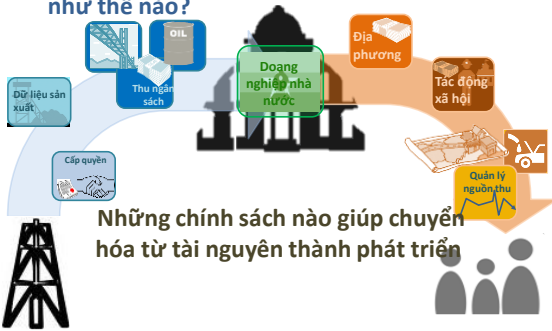 như thế nào?
OIL
Thu ngân
sách
Dữ liệu sản
xuất
Cấp quyền
Doang
nghiệp nhà
nước
Địa
phương
Tác động
xã hội
Quản lý
nguồn thu
Những chính sách nào giúp chuyển
hóa từ tài nguyên thành phát triển